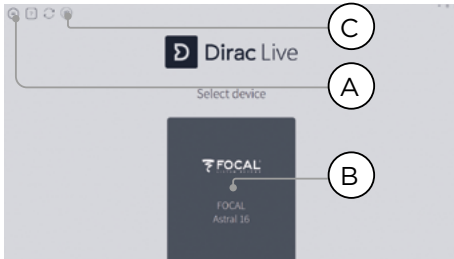 C
Dirac Live
A
Select device
FOCAL
B
FOCAL
Astral 16